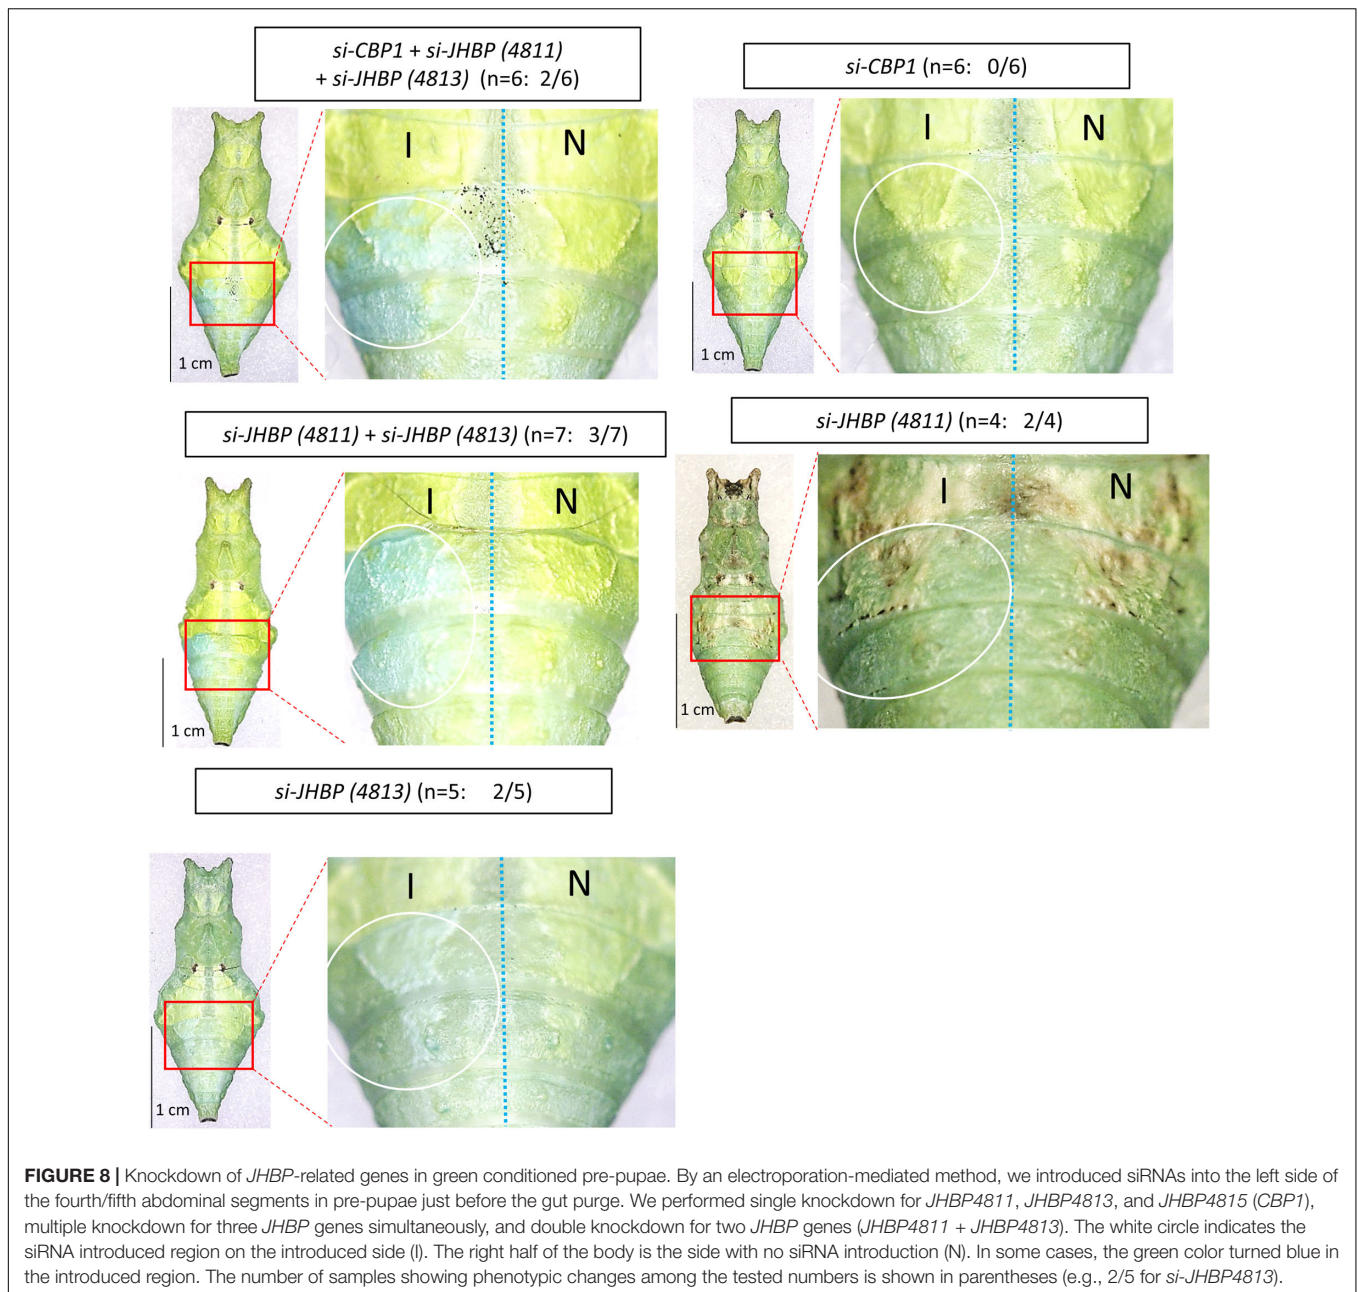 si-CBP1 + si-JHBP (4811)
+ si-JHBP (4813) (n=6: 2/6)
I
N
1 cm
si-CBP1 (n=6: 0/6)
I
N
1 cm
si-JHBP (4811) + si-JHBP (4813) (n=7: 3/7)
I
N
1 cm
si-JHBP (4811) (n=4: 2/4)
I
N
1 cm
si-JHBP (4813) (n=5: 2/5)
I
N
1 cm
FIGURE 8 | Knockdown of JHBP-related genes in green conditioned pre-pupae. By an electroporation-mediated method, we introduced siRNAs into the left side of
the fourth/fifth abdominal segments in pre-pupae just before the gut purge. We performed single knockdown for JHBP4811, JHBP4813, and JHBP4815 (CBP1),
multiple knockdown for three JHBP genes simultaneously, and double knockdown for two JHBP genes (JHBP4811 + JHBP4813). The white circle indicates the
siRNA introduced region on the introduced side (I). The right half of the body is the side with no siRNA introduction (N). In some cases, the green color turned blue in
the introduced region. The number of samples showing phenotypic changes among the tested numbers is shown in parentheses (e.g., 2/5 for si-JHBP4813).